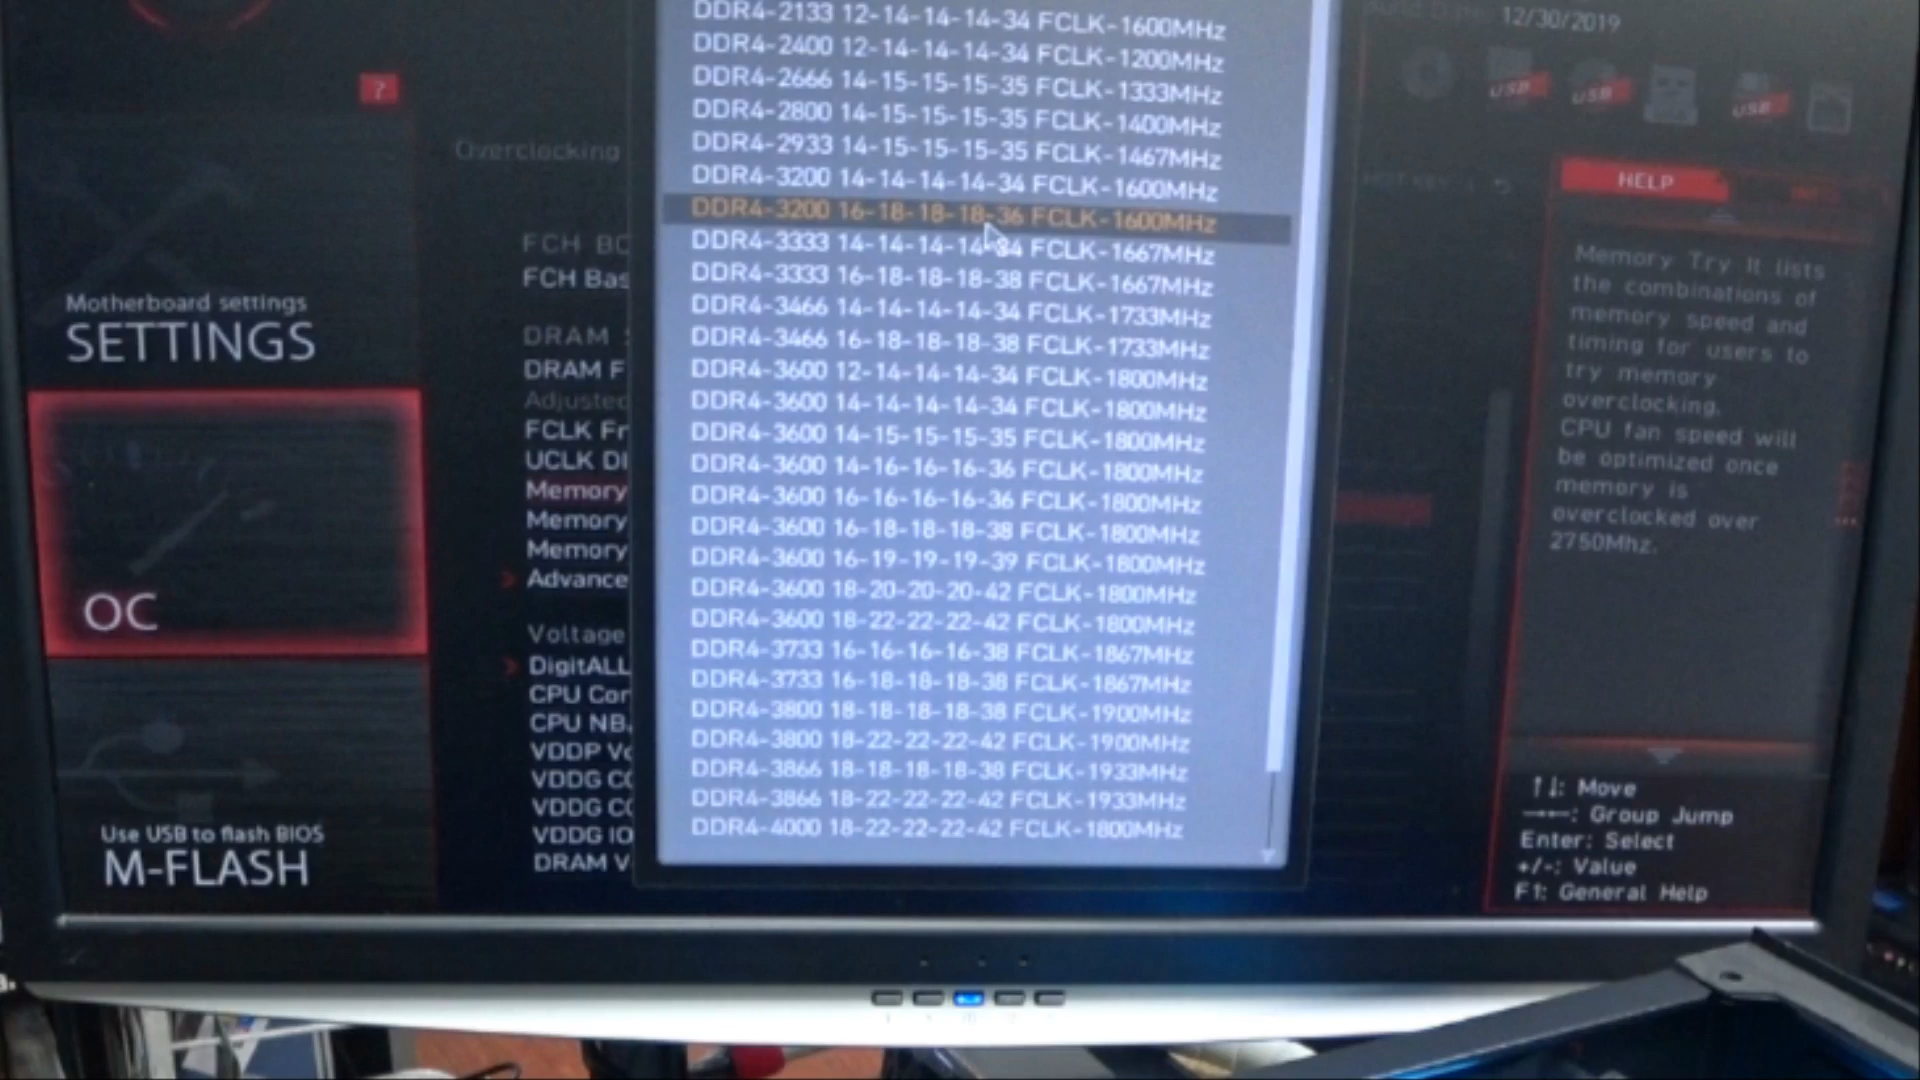 DDR4-2133 12-14-14-14-34 FCLK-1600MHz
DDR4-2400 12-14-14-14-34 FCLK-1200MHz
DDR4-2666 14-15-15-15-35 FCLK-1333MHz
DDR4-2800 14-15-15-15-35 FCLK-1400MHz
DDR4-2933 14-15-15-15-35 FCLK-1467MHz
DDR4-3200 14-14-14-14-34 FCLK-1600MHz
DDR4-3200 16-18-18-18-36 FCLK-1600MHz
DDR4-3333 14-14-14-14-34 FCLK-1667MHz
DDR4-3333 16-18-18-18-38 FCLK-1667MHz
DDR4-3466 14-14-14-14-34 FCLK-1733MHz
DDR4-3466 16-18-18-18-38 FCLK-1733MHz
DDR4-3600 12-14-14-14-34 FCLK-1800MHz
DDR4-3600 14-14-14-14-34 FCLK-1800MHz
DDR4-3600 14-15-15-15-35 FCLK-1800MHz
DDR4-3600 14-16-16-16-36 FCLK-1800MHz
DDR4-3600 16-16-16-16-36 FCLK-1800MHz
DDR4-3600 16-18-18-18-38 FCLK-1800MHz
DDR4-3600 16-19-19-19-39 FCLK-1800MHz
DDR4-3600 18-20-20-20-42 FCLK-1800MHz
DDR4-3600 18-22-22-22-42 FCLK-1800MHz
DDR4-3733 16-16-16-16-38 FCLK-1867MHz
DDR4-3733 16-18-18-18-38 FCLK-1867MHz
DDR4-3800 18-18-18-18-38 FCLK-1900MHz
DDR4-3800 18-22-22-22-42 FCLK-1900MHz
DDR4-3866 18-18-18-18-38 FCLK-1933MHz
DDR4-3866 18-22-22-22-42 FCLK-1933MHz
DDR4-4000 18-22-22-22-42 FCLK-1800MHz
?
Motherboard settings
SETTINGS
OC
Use USB to flash BIOS
M-FLASH
Overclocking
FCH BC
FCH Bas
DRAM
DRAM F
Adjusted
FCLK Fr
UCLK DI
Memory
Memory
Memory
> Advance
Voltage
> DigitALL
CPU Cor
CPU NB
VDDP Vo
VDDG CC
VDDG CC
VDDG IO
DRAM V
12/30/2019
USB
USB
USB
HELP
Memory Try It lists
the combinations of
memory speed and
timing for users to
try memory
overclocking.
CPU fan speed will
be optimized once
memory is
overclocked over
2750Mhz.
↑↓: Move
Group Jump
Enter: Select
+/-: Value
F1: General Help